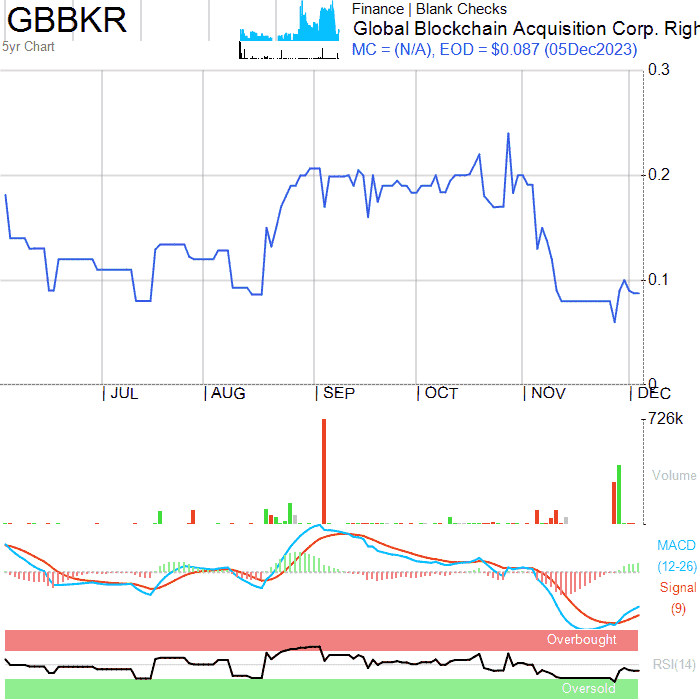 GBBKR
5yr Chart
Finance | Blank Checks
Global Blockchain Acquisition Corp. Righ
MC = (N/A), EOD = $0.087 (05Dec2023)
0.3
0.2
0.1
0
| JUL | AUG | SEP | OCT | NOV | DEC
726k
Volume
MACD
(12-26)
Signal
(9)
Overbought
RSI(14)
Oversold